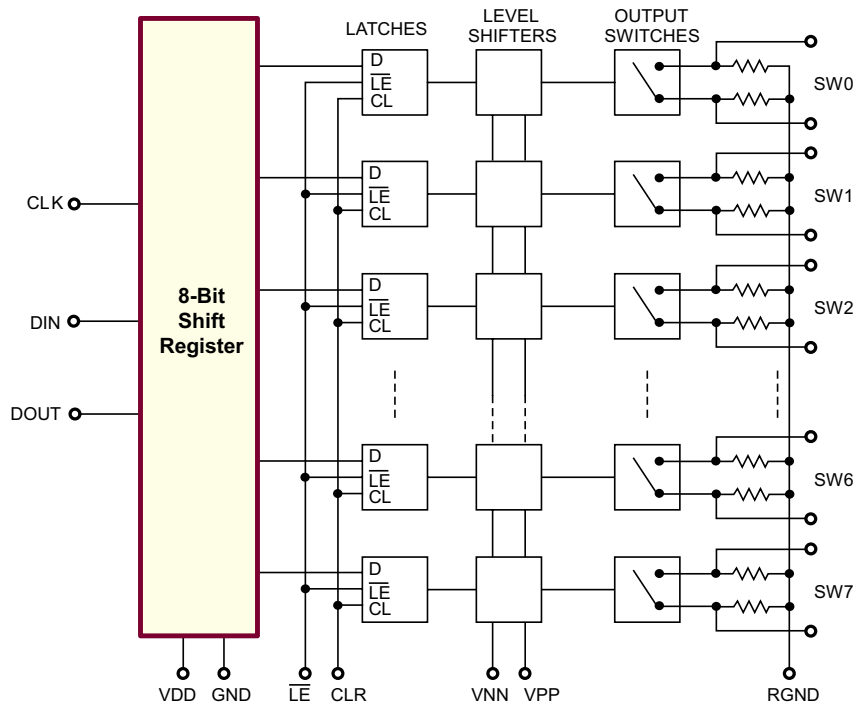 LATCHES
LEVEL
SHIFTERS
OUTPUT
SWITCHES
D
LE
CL
SW0
D
LE
CL
SW1
CLK
8-Bit
Shift
Register
D
LE
CL
SW2
DIN
DOUT
D
LE
CL
SW6
D
LE
CL
SW7
VDD GND LE CLR VNN VPP RGND